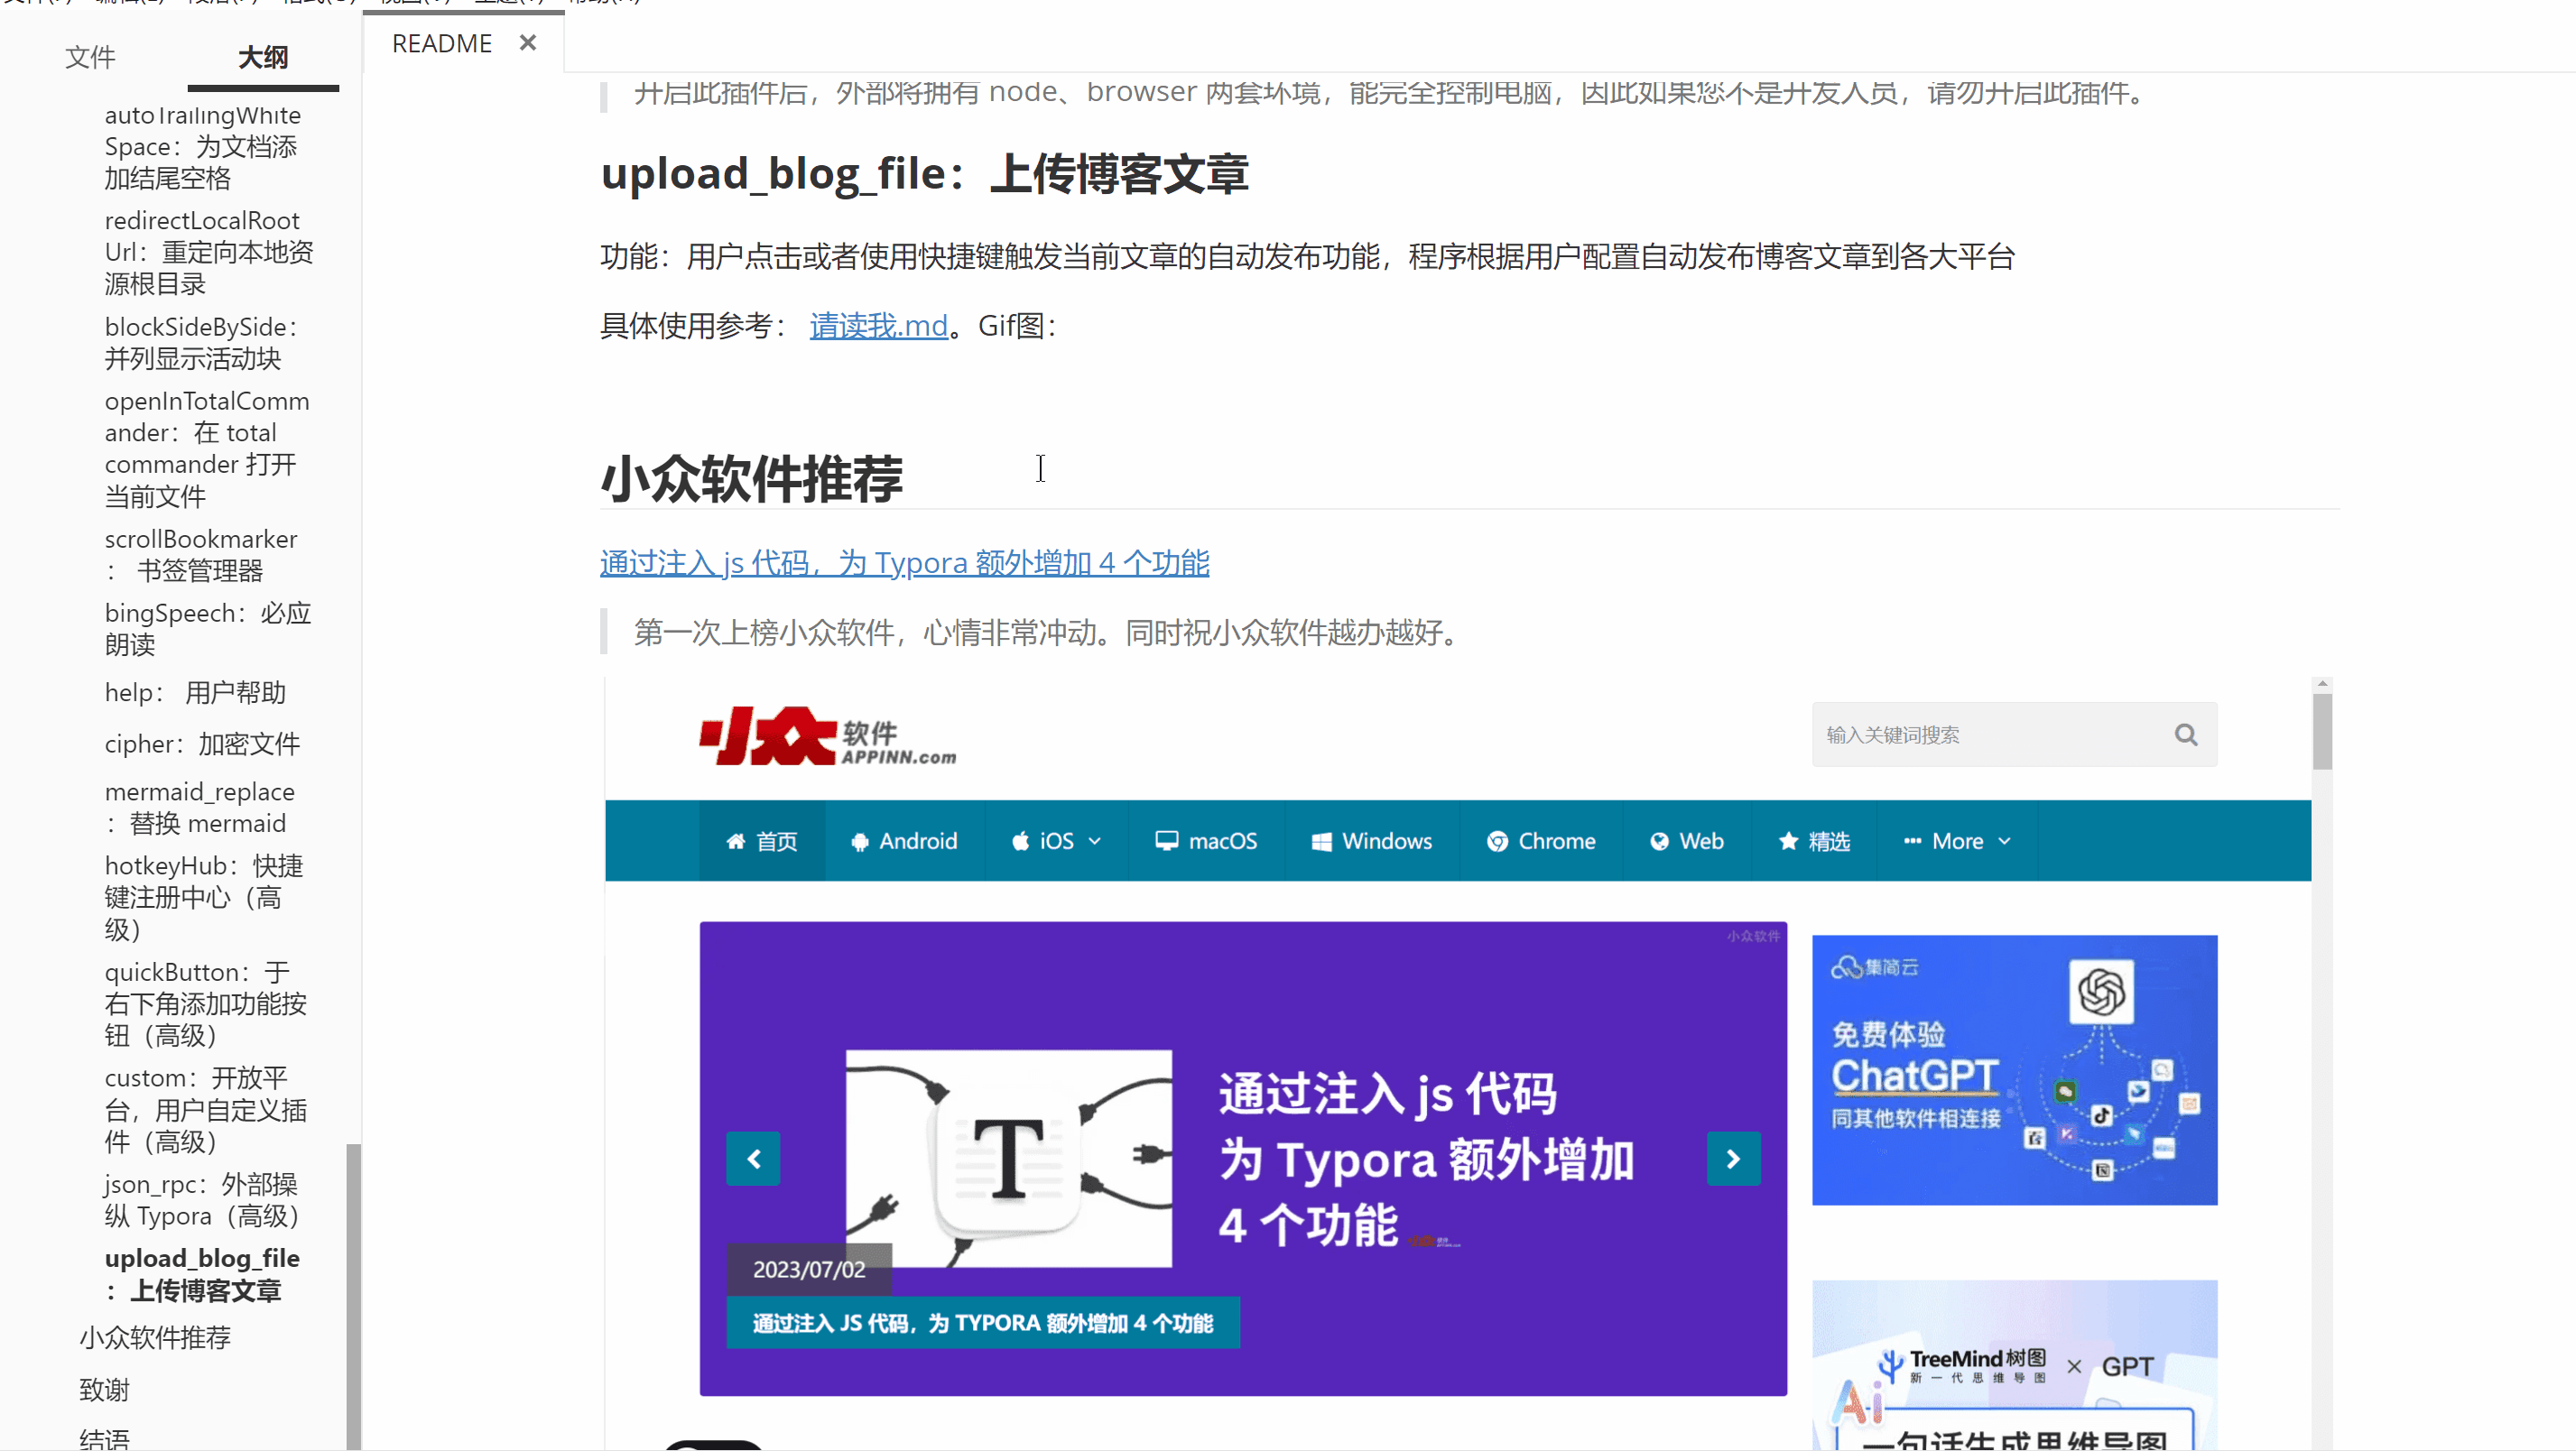 文件 大纲
README ×
autoTrailingWhite
Space：为文档添
加结尾空格
redirectLocalRoot
Url：重定向本地资
源根目录
blockSideBySide：
并列显示活动块
openInTotalComm
ander：在 total
commander 打开
当前文件
scrollBookmarker
： 书签管理器
bingSpeech：必应
朗读
help： 用户帮助
cipher：加密文件
mermaid_replace
：替换 mermaid
hotkeyHub：快捷
键注册中心（高
级）
quickButton：于
右下角添加功能按
钮（高级）
custom：开放平
台，用户自定义插
件（高级）
json_rpc：外部操
纵 Typora（高级）
upload_blog_file
：上传博客文章
小众软件推荐
致谢
结语
开启此插件后，外部将拥有 node、browser 两套环境，能完全控制电脑，因此如果您不是开发人员，请勿开启此插件。
upload_blog_file：上传博客文章
功能：用户点击或者使用快捷键触发当前文章的自动发布功能，程序根据用户配置自动发布博客文章到各大平台
具体使用参考： 请读我.md。Gif图：
小众软件推荐
通过注入 js 代码，为 Typora 额外增加 4 个功能
第一次上榜小众软件，心情非常冲动。同时祝小众软件越办越好。
小众软件
APPINN.com
输入关键词搜索
首页 Android iOS macOS Windows Chrome Web 精选 More
小众软件
T
通过注入 js 代码
为 Typora 额外增加
4 个功能
2023/07/02
通过注入 JS 代码，为 TYPORA 额外增加 4 个功能
集简云
免费体验
ChatGPT
同其他软件相连接
TreeMind树图 × GPT
新一代思维导图
Ai
一句话生成思维导图